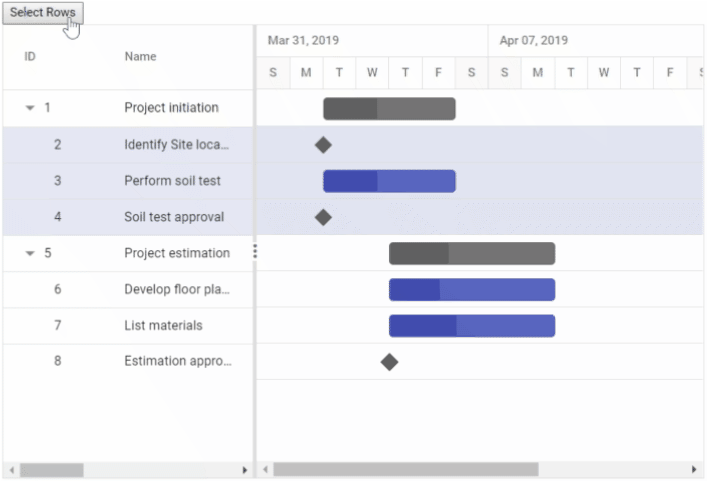 Select Rows
Mar 31, 2019 Apr 07, 2019
ID Name
S M T W T F S S M T W T F
1 Project initiation
2 Identify Site loca...
3 Perform soil test
4 Soil test approval
5 Project estimation
6 Develop floor pla...
7 List materials
8 Estimation appro...